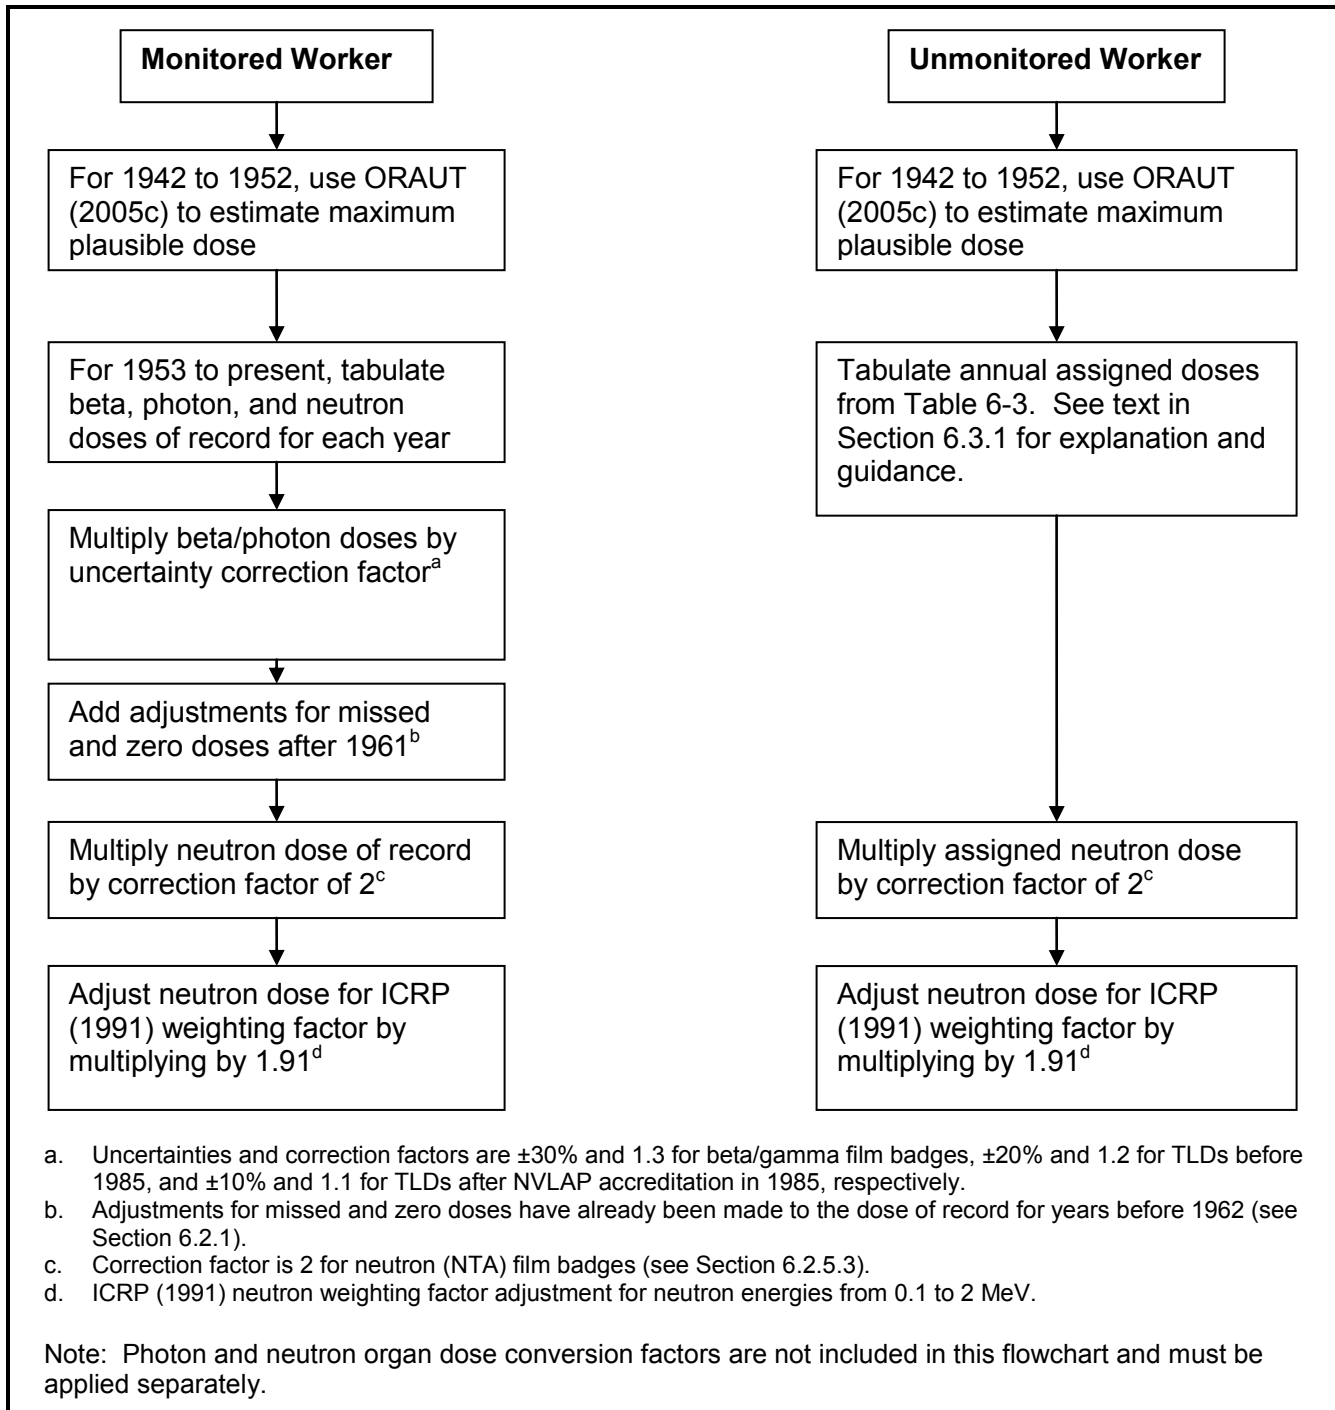 Monitored Worker
For 1942 to 1952, use ORAUT
(2005c) to estimate maximum
plausible dose
For 1953 to present, tabulate
beta, photon, and neutron
doses of record for each year
Multiply beta/photon doses by
uncertainty correction factorᵃ
Add adjustments for missed
and zero doses after 1961ᵇ
Multiply neutron dose of record
by correction factor of 2ᶜ
Adjust neutron dose for ICRP
(1991) weighting factor by
multiplying by 1.91ᵈ
Unmonitored Worker
For 1942 to 1952, use ORAUT
(2005c) to estimate maximum
plausible dose
Tabulate annual assigned doses
from Table 6-3. See text in
Section 6.3.1 for explanation and
guidance.
Multiply assigned neutron dose
by correction factor of 2ᶜ
Adjust neutron dose for ICRP
(1991) weighting factor by
multiplying by 1.91ᵈ
a. Uncertainties and correction factors are ±30% and 1.3 for beta/gamma film badges, ±20% and 1.2 for TLDs before
1985, and ±10% and 1.1 for TLDs after NVLAP accreditation in 1985, respectively.
b. Adjustments for missed and zero doses have already been made to the dose of record for years before 1962 (see
Section 6.2.1).
c. Correction factor is 2 for neutron (NTA) film badges (see Section 6.2.5.3).
d. ICRP (1991) neutron weighting factor adjustment for neutron energies from 0.1 to 2 MeV.
Note: Photon and neutron organ dose conversion factors are not included in this flowchart and must be
applied separately.